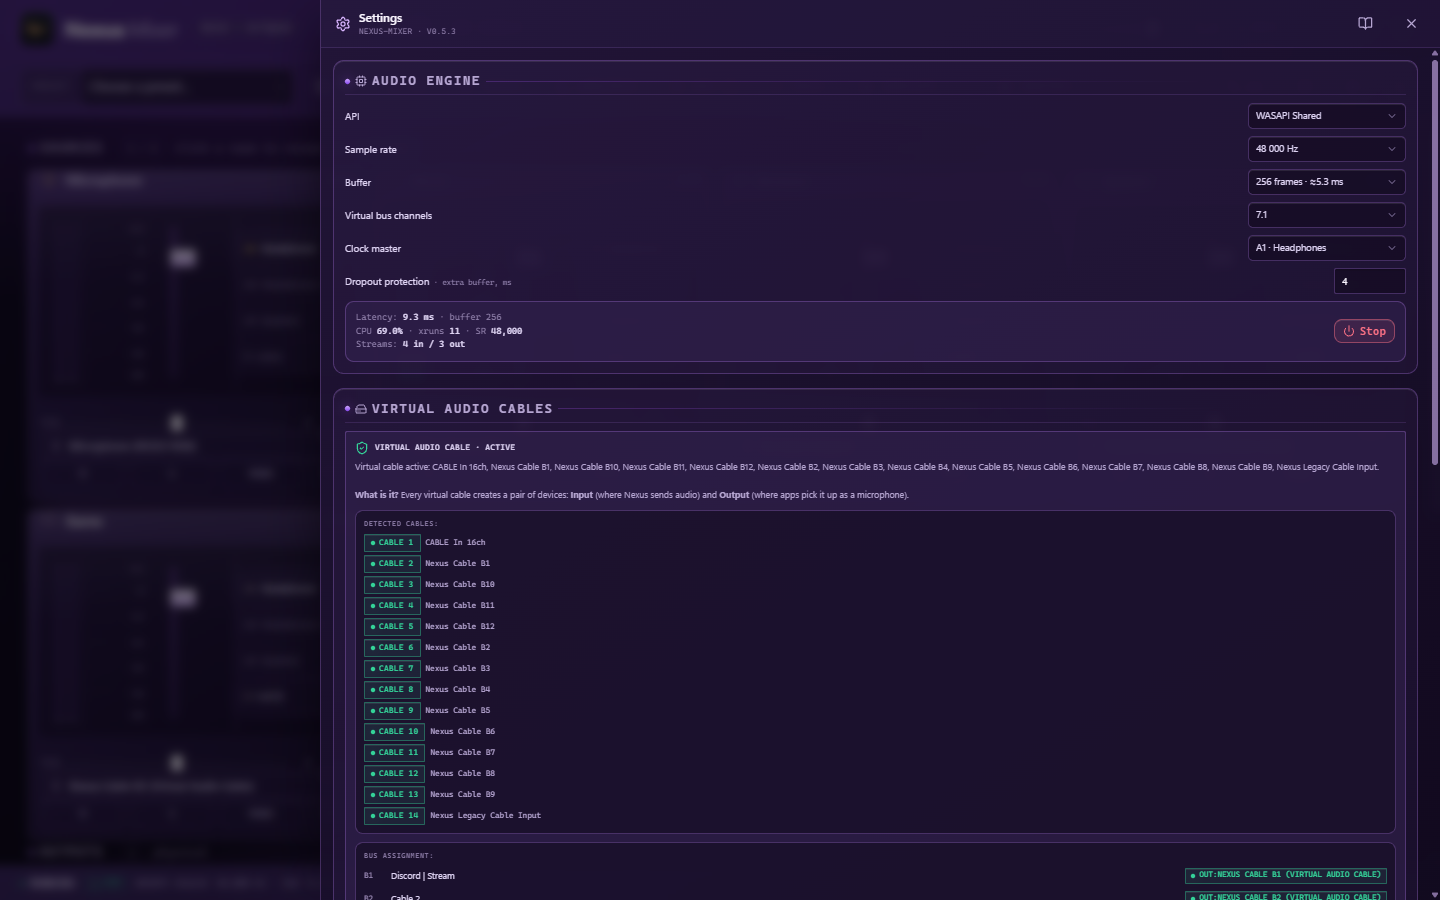 Settings
NEXUS-MIXER · V0.5.3
AUDIO ENGINE
API
WASAPI Shared
Sample rate
48 000 Hz
Buffer
256 frames · ≈5.3 ms
Virtual bus channels
7.1
Clock master
A1 · Headphones
Dropout protection · extra buffer, ms
4
Latency: 9.3 ms · buffer 256
CPU 69.0% · xruns 11 · SR 48,000
Streams: 4 in / 3 out
Stop
VIRTUAL AUDIO CABLES
VIRTUAL AUDIO CABLE · ACTIVE
Virtual cable active: CABLE In 16ch, Nexus Cable B1, Nexus Cable B10, Nexus Cable B11, Nexus Cable B12, Nexus Cable B2, Nexus Cable B3, Nexus Cable B4, Nexus Cable B5, Nexus Cable B6, Nexus Cable B7, Nexus Cable B8, Nexus Cable B9, Nexus Legacy Cable Input.
What is it? Every virtual cable creates a pair of devices: Input (where Nexus sends audio) and Output (where apps pick it up as a microphone).
DETECTED CABLES:
CABLE 1 CABLE In 16ch
CABLE 2 Nexus Cable B1
CABLE 3 Nexus Cable B10
CABLE 4 Nexus Cable B11
CABLE 5 Nexus Cable B12
CABLE 6 Nexus Cable B2
CABLE 7 Nexus Cable B3
CABLE 8 Nexus Cable B4
CABLE 9 Nexus Cable B5
CABLE 10 Nexus Cable B6
CABLE 11 Nexus Cable B7
CABLE 12 Nexus Cable B8
CABLE 13 Nexus Cable B9
CABLE 14 Nexus Legacy Cable Input
BUS ASSIGNMENT:
B1 Discord | Stream
OUT:NEXUS CABLE B1 (VIRTUAL AUDIO CABLE)
B2 Cable 2
OUT:NEXUS CABLE B2 (VIRTUAL AUDIO CABLE)